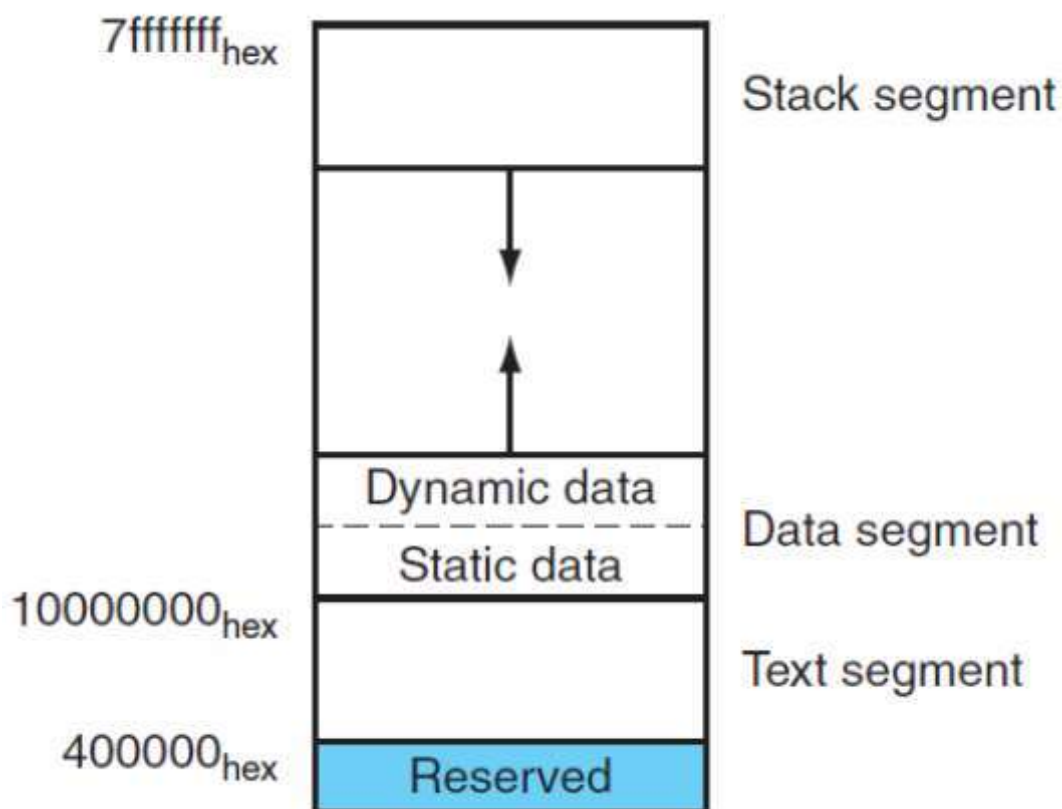 7fffffffhex
Stack segment
Dynamic data
Data segment
Static data
10000000hex
Text segment
400000hex
Reserved